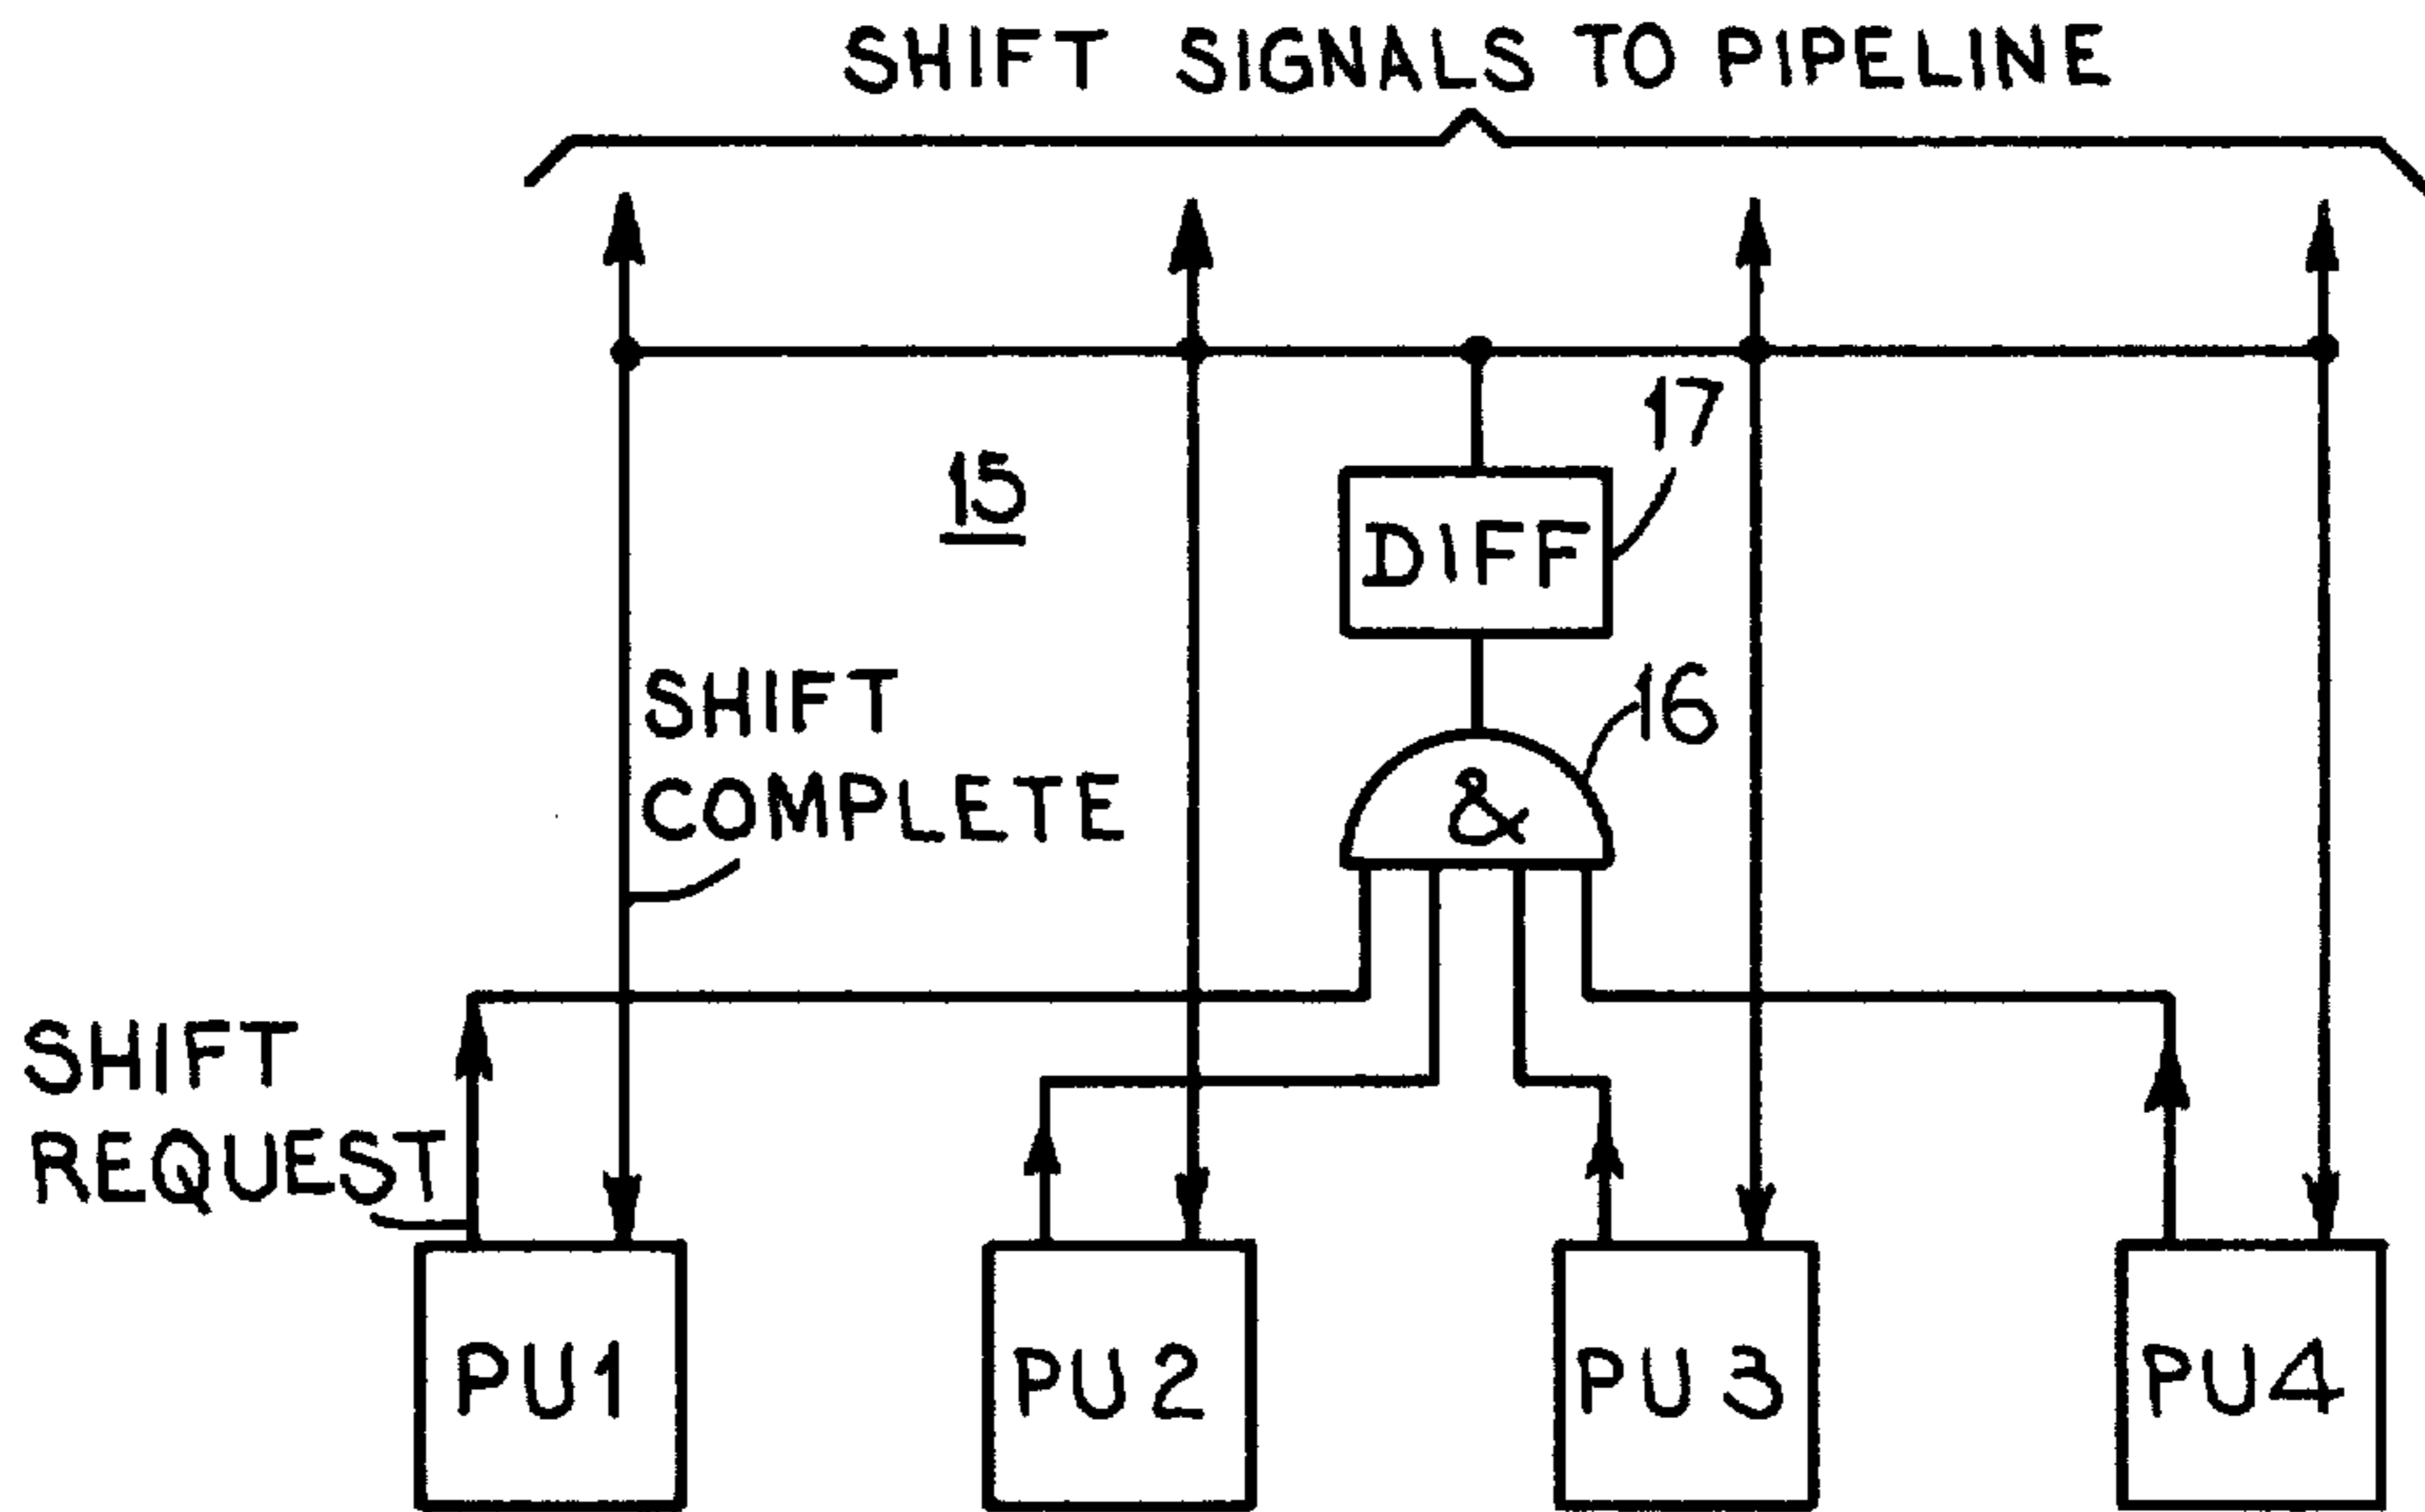 SHIFT SIGNALS TO PIPELINE
17
15
DIFF
SHIFT
COMPLETE
16
&
SHIFT
REQUEST
PU1
PU2
PU3
PU4